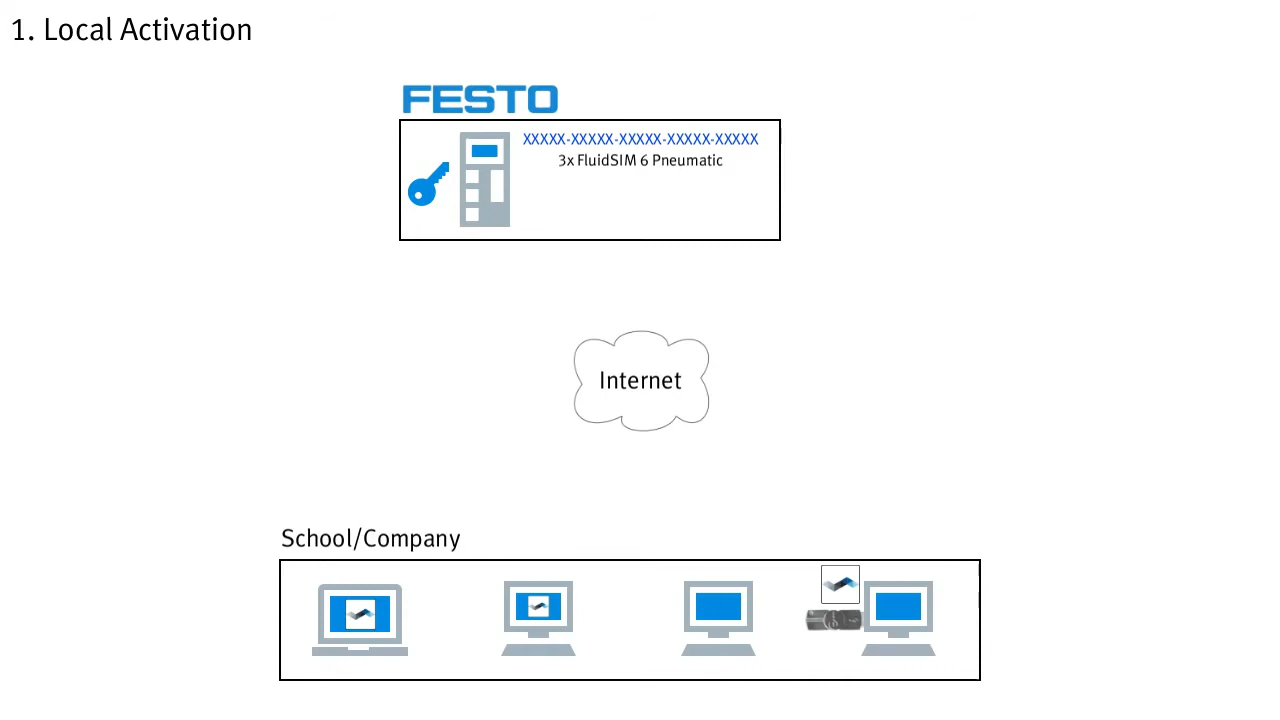 1. Local Activation
FESTO
XXXXX-XXXXX-XXXXX-XXXXX-XXXXX
3x FluidSIM 6 Pneumatic
Internet
School/Company